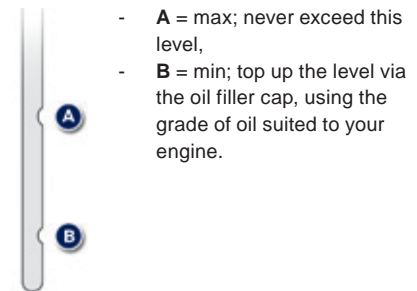 - A = max; never exceed this
level,
- B = min; top up the level via
the oil filler cap, using the
grade of oil suited to your
engine.
A
B